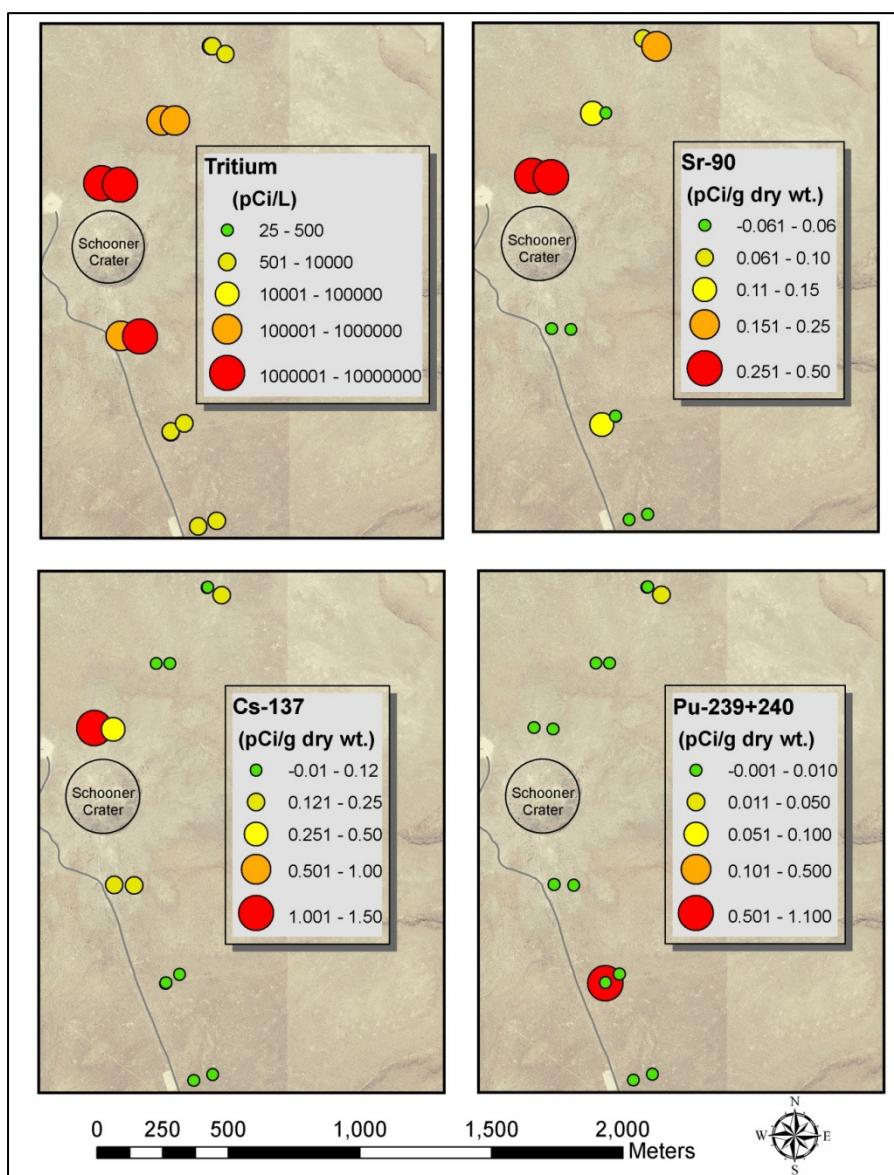 Tritium
(pCi/L)
25 - 500
501 - 10000
10001 - 100000
100001 - 1000000
1000001 - 10000000
Schooner
Crater
Sr-90
(pCi/g dry wt.)
-0.061 - 0.06
0.061 - 0.10
0.11 - 0.15
0.151 - 0.25
0.251 - 0.50
Schooner
Crater
Cs-137
(pCi/g dry wt.)
-0.01 - 0.12
0.121 - 0.25
0.251 - 0.50
0.501 - 1.00
1.001 - 1.50
Schooner
Crater
Pu-239+240
(pCi/g dry wt.)
-0.001 - 0.010
0.011 - 0.050
0.051 - 0.100
0.101 - 0.500
0.501 - 1.100
Schooner
Crater
0 250 500 1,000 1,500 2,000
Meters
N
W E
S